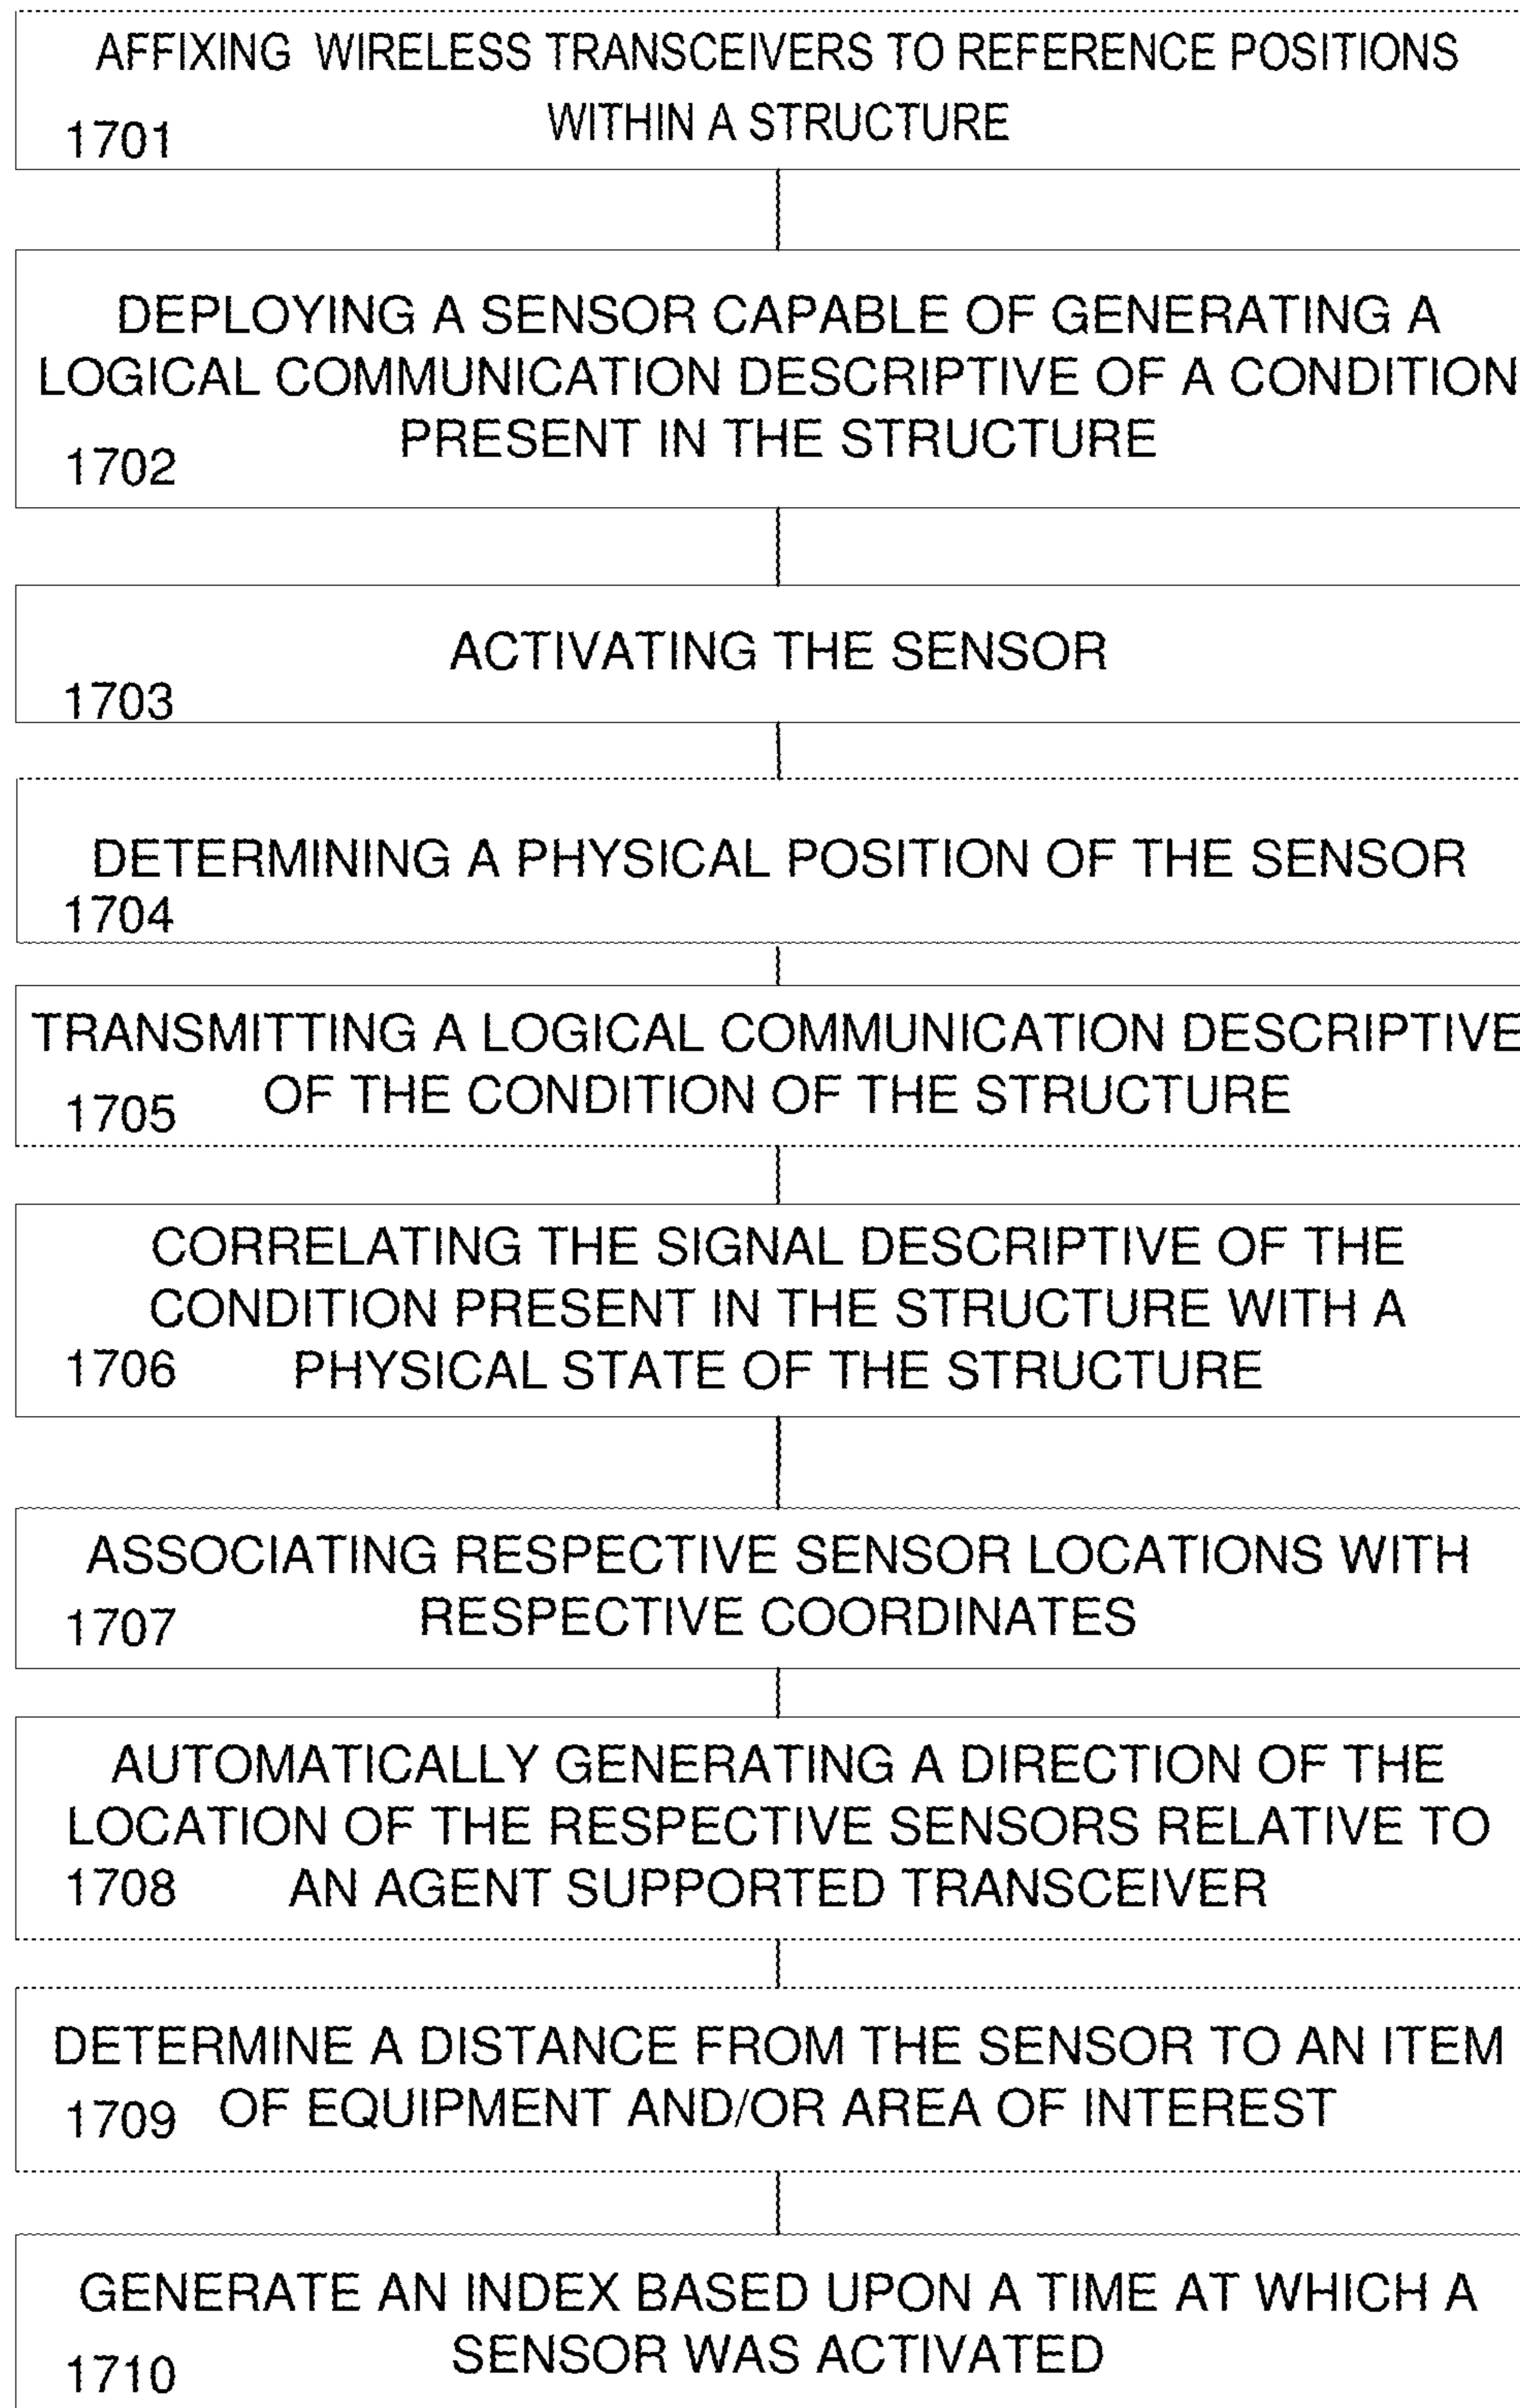 AFFIXING WIRELESS TRANSCEIVERS TO REFERENCE POSITIONS
WITHIN A STRUCTURE
1701
DEPLOYING A SENSOR CAPABLE OF GENERATING A
LOGICAL COMMUNICATION DESCRIPTIVE OF A CONDITION
PRESENT IN THE STRUCTURE
1702
ACTIVATING THE SENSOR
1703
DETERMINING A PHYSICAL POSITION OF THE SENSOR
1704
TRANSMITTING A LOGICAL COMMUNICATION DESCRIPTIVE
OF THE CONDITION OF THE STRUCTURE
1705
CORRELATING THE SIGNAL DESCRIPTIVE OF THE
CONDITION PRESENT IN THE STRUCTURE WITH A
1706 PHYSICAL STATE OF THE STRUCTURE
ASSOCIATING RESPECTIVE SENSOR LOCATIONS WITH
RESPECTIVE COORDINATES
1707
AUTOMATICALLY GENERATING A DIRECTION OF THE
LOCATION OF THE RESPECTIVE SENSORS RELATIVE TO
1708 AN AGENT SUPPORTED TRANSCEIVER
DETERMINE A DISTANCE FROM THE SENSOR TO AN ITEM
1709 OF EQUIPMENT AND/OR AREA OF INTEREST
GENERATE AN INDEX BASED UPON A TIME AT WHICH A
SENSOR WAS ACTIVATED
1710